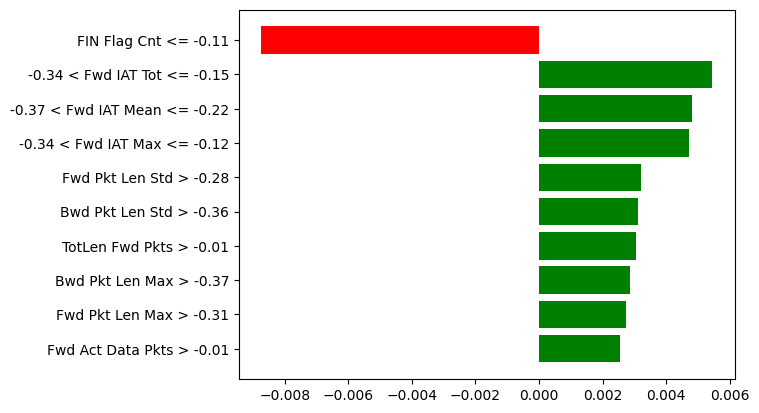 FIN Flag Cnt <= -0.11
-0.34 < Fwd IAT Tot <= -0.15
-0.37 < Fwd IAT Mean <= -0.22
-0.34 < Fwd IAT Max <= -0.12
Fwd Pkt Len Std > -0.28
Bwd Pkt Len Std > -0.36
TotLen Fwd Pkts > -0.01
Bwd Pkt Len Max > -0.37
Fwd Pkt Len Max > -0.31
Fwd Act Data Pkts > -0.01
−0.008 −0.006 −0.004 −0.002 0.000 0.002 0.004 0.006